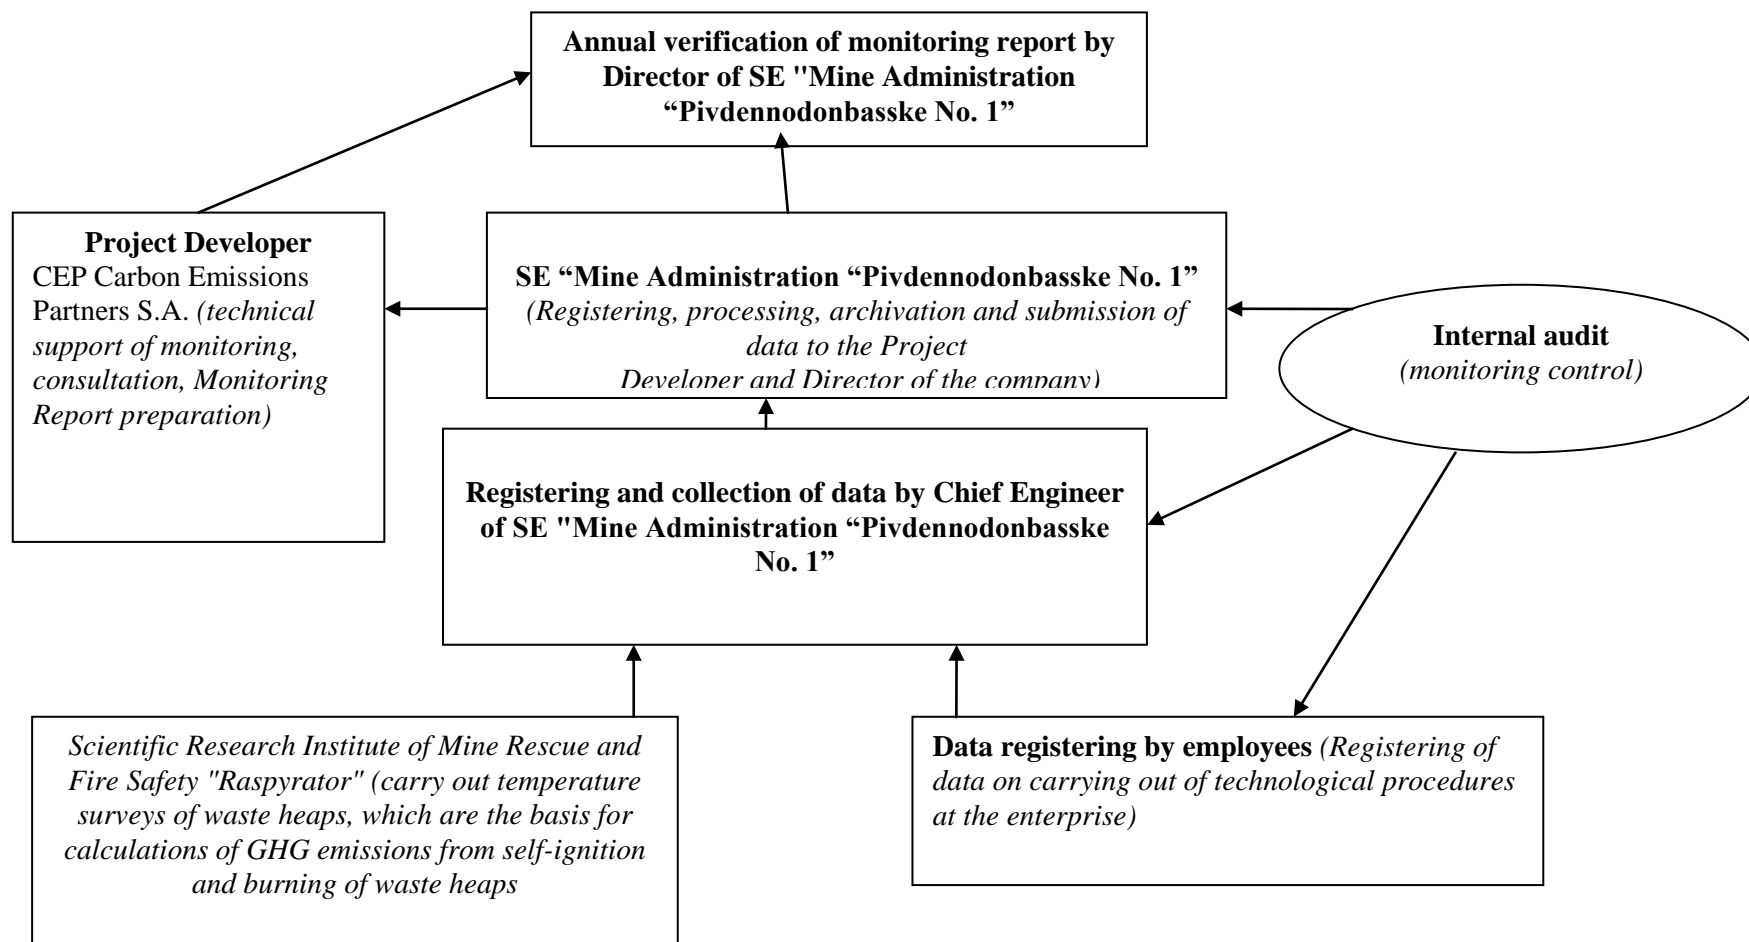 Annual verification of monitoring report by
Director of SE "Mine Administration
“Pivdennodonbasske No. 1”
Project Developer
CEP Carbon Emissions
Partners S.A. (technical
support of monitoring,
consultation, Monitoring
Report preparation)
SE “Mine Administration “Pivdennodonbasske No. 1”
(Registering, processing, archivation and submission of
data to the Project
Developer and Director of the company)
Internal audit
(monitoring control)
Registering and collection of data by Chief Engineer
of SE "Mine Administration “Pivdennodonbasske
No. 1”
Scientific Research Institute of Mine Rescue and
Fire Safety "Raspyrator" (carry out temperature
surveys of waste heaps, which are the basis for
calculations of GHG emissions from self-ignition
and burning of waste heaps
Data registering by employees (Registering of
data on carrying out of technological procedures
at the enterprise)